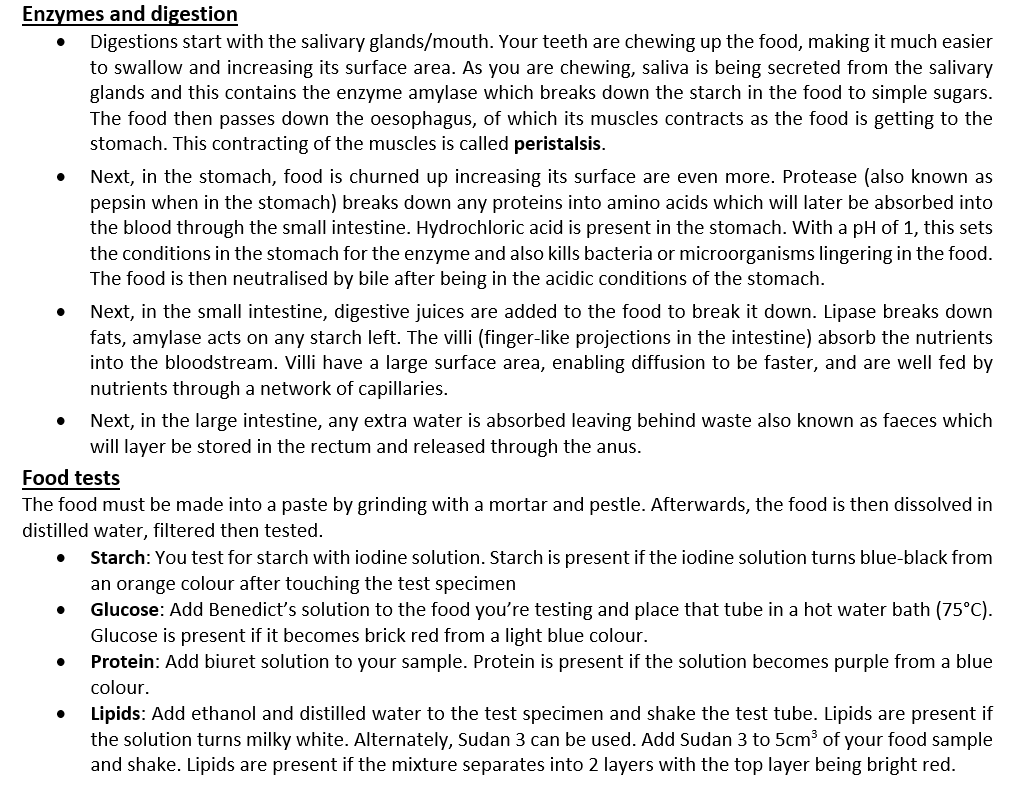 Enzymes and digestion
• Digestions start with the salivary glands/mouth. Your teeth are chewing up the food, making it much easier
to swallow and increasing its surface area. As you are chewing, saliva is being secreted from the salivary
glands and this contains the enzyme amylase which breaks down the starch in the food to simple sugars.
The food then passes down the oesophagus, of which its muscles contracts as the food is getting to the
stomach. This contracting of the muscles is called peristalsis.
• Next, in the stomach, food is churned up increasing its surface are even more. Protease (also known as
pepsin when in the stomach) breaks down any proteins into amino acids which will later be absorbed into
the blood through the small intestine. Hydrochloric acid is present in the stomach. With a pH of 1, this sets
the conditions in the stomach for the enzyme and also kills bacteria or microorganisms lingering in the food.
The food is then neutralised by bile after being in the acidic conditions of the stomach.
• Next, in the small intestine, digestive juices are added to the food to break it down. Lipase breaks down
fats, amylase acts on any starch left. The villi (finger-like projections in the intestine) absorb the nutrients
into the bloodstream. Villi have a large surface area, enabling diffusion to be faster, and are well fed by
nutrients through a network of capillaries.
• Next, in the large intestine, any extra water is absorbed leaving behind waste also known as faeces which
will layer be stored in the rectum and released through the anus.
Food tests
The food must be made into a paste by grinding with a mortar and pestle. Afterwards, the food is then dissolved in
distilled water, filtered then tested.
• Starch: You test for starch with iodine solution. Starch is present if the iodine solution turns blue-black from
an orange colour after touching the test specimen
• Glucose: Add Benedict's solution to the food you're testing and place that tube in a hot water bath (75°C).
Glucose is present if it becomes brick red from a light blue colour.
• Protein: Add biuret solution to your sample. Protein is present if the solution becomes purple from a blue
colour.
• Lipids: Add ethanol and distilled water to the test specimen and shake the test tube. Lipids are present if
the solution turns milky white. Alternately, Sudan 3 can be used. Add Sudan 3 to 5cm³ of your food sample
and shake. Lipids are present if the mixture separates into 2 layers with the top layer being bright red.